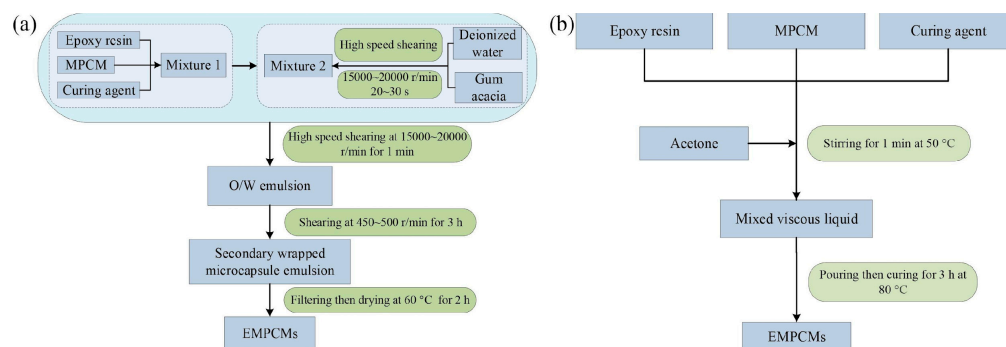 (a)
Epoxy resin
MPCM
Curing agent
Mixture 1
Mixture 2
High speed shearing
15000~20000 r/min
20~30 s
Deionized
water
Gum
acacia
High speed shearing at 15000~20000
r/min for 1 min
O/W emulsion
Shearing at 450~500 r/min for 3 h
Secondary wrapped
microcapsule emulsion
Filtering then drying at 60 °C for 2 h
EMPCMs
(b)
Epoxy resin
MPCM
Curing agent
Acetone
Stirring for 1 min at 50 °C
Mixed viscous liquid
Pouring then curing for 3 h at
80 °C
EMPCMs